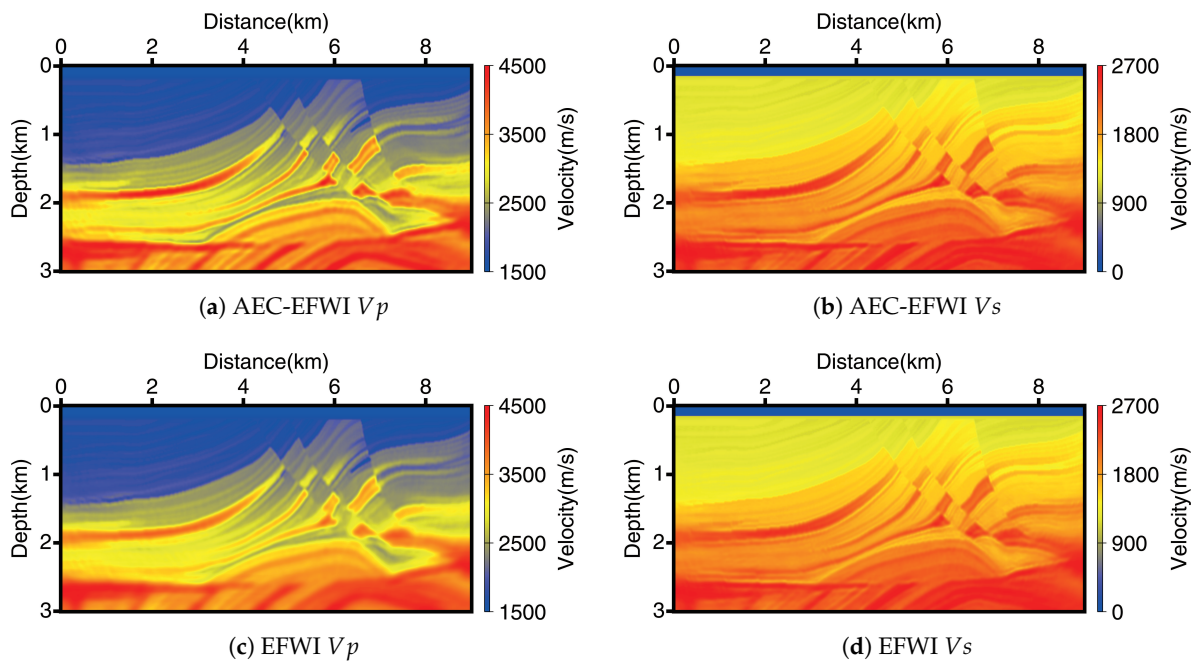 Distance(km)
0 2 4 6 8
0
1
2
3
Depth(km)
4500
3500
2500
1500
Velocity(m/s)
(a) AEC-EFWI Vp
Distance(km)
0 2 4 6 8
0
1
2
3
Depth(km)
2700
1800
900
0
Velocity(m/s)
(b) AEC-EFWI Vs
Distance(km)
0 2 4 6 8
0
1
2
3
Depth(km)
4500
3500
2500
1500
Velocity(m/s)
(c) EFWI Vp
Distance(km)
0 2 4 6 8
0
1
2
3
Depth(km)
2700
1800
900
0
Velocity(m/s)
(d) EFWI Vs